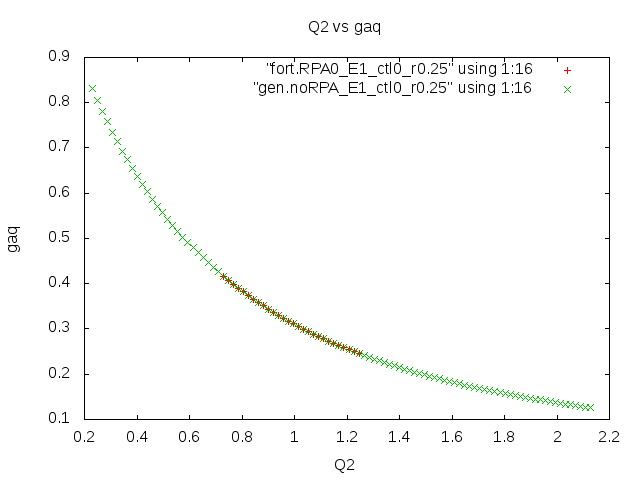 Q2 vs gaq
"fort.RPA0_E1_ctl0_r0.25" using 1:16
"gen.noRPA_E1_ctl0_r0.25" using 1:16
0.9
0.8
0.7
0.6
0.5
0.4
0.3
0.2
0.1
gaq
0.2 0.4 0.6 0.8 1 1.2 1.4 1.6 1.8 2 2.2
Q2